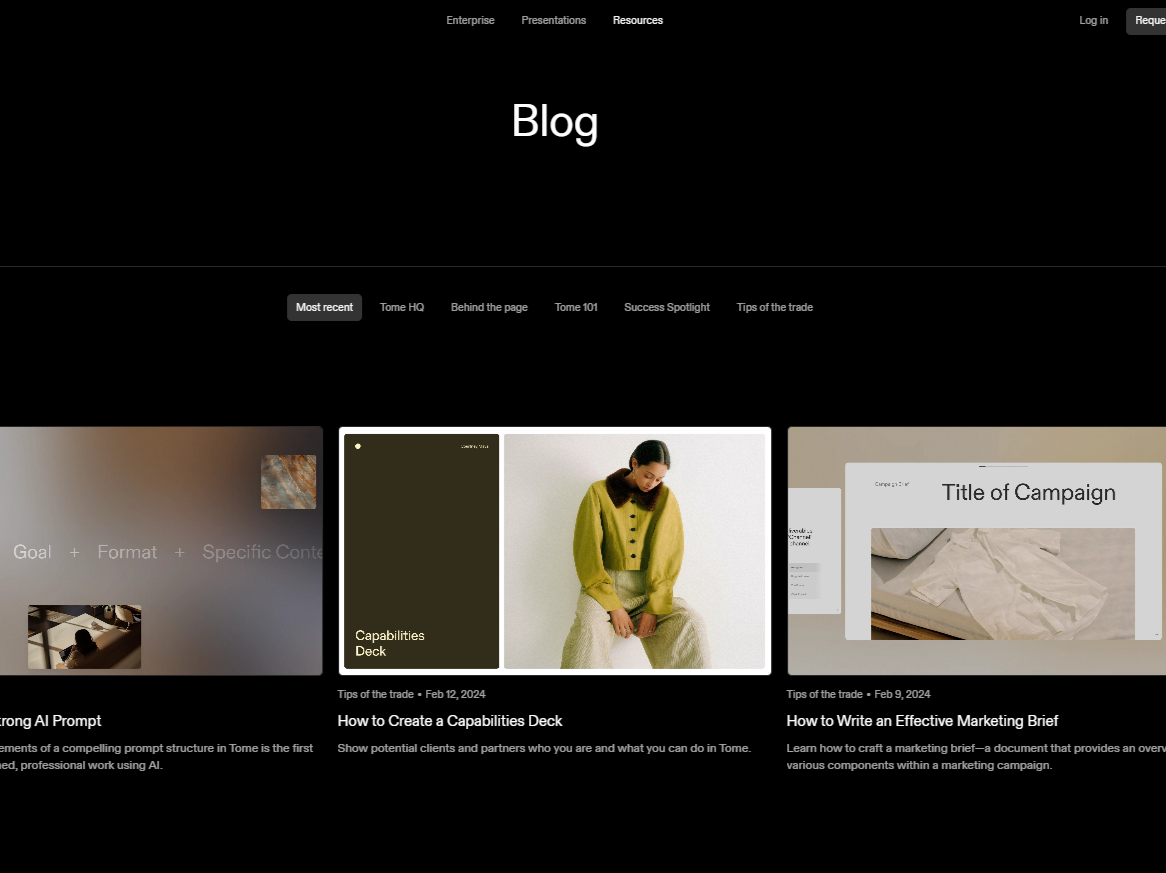 Enterprise
Presentations
Resources
Log in
Reque
Blog
Most recent
Tome HQ
Behind the page
Tome 101
Success Spotlight
Tips of the trade
Goal + Format + Specific Conte
Capabilities
Deck
Campaign Brief
Title of Campaign
iverables
Channel
channel
Tips of the trade • Feb 12, 2024
Tips of the trade • Feb 9, 2024
trong AI Prompt
How to Create a Capabilities Deck
How to Write an Effective Marketing Brief
ements of a compelling prompt structure in Tome is the first
ned, professional work using AI.
Show potential clients and partners who you are and what you can do in Tome.
Learn how to craft a marketing brief—a document that provides an overv
various components within a marketing campaign.